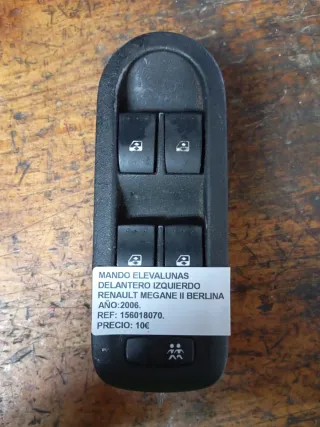 MANDO ELEVALUNAS
DELANTERO IZQUIERDO
RENAULT MEGANE II BERLINA
AÑO:2006.
REF: 156018070.
PRECIO: 10€